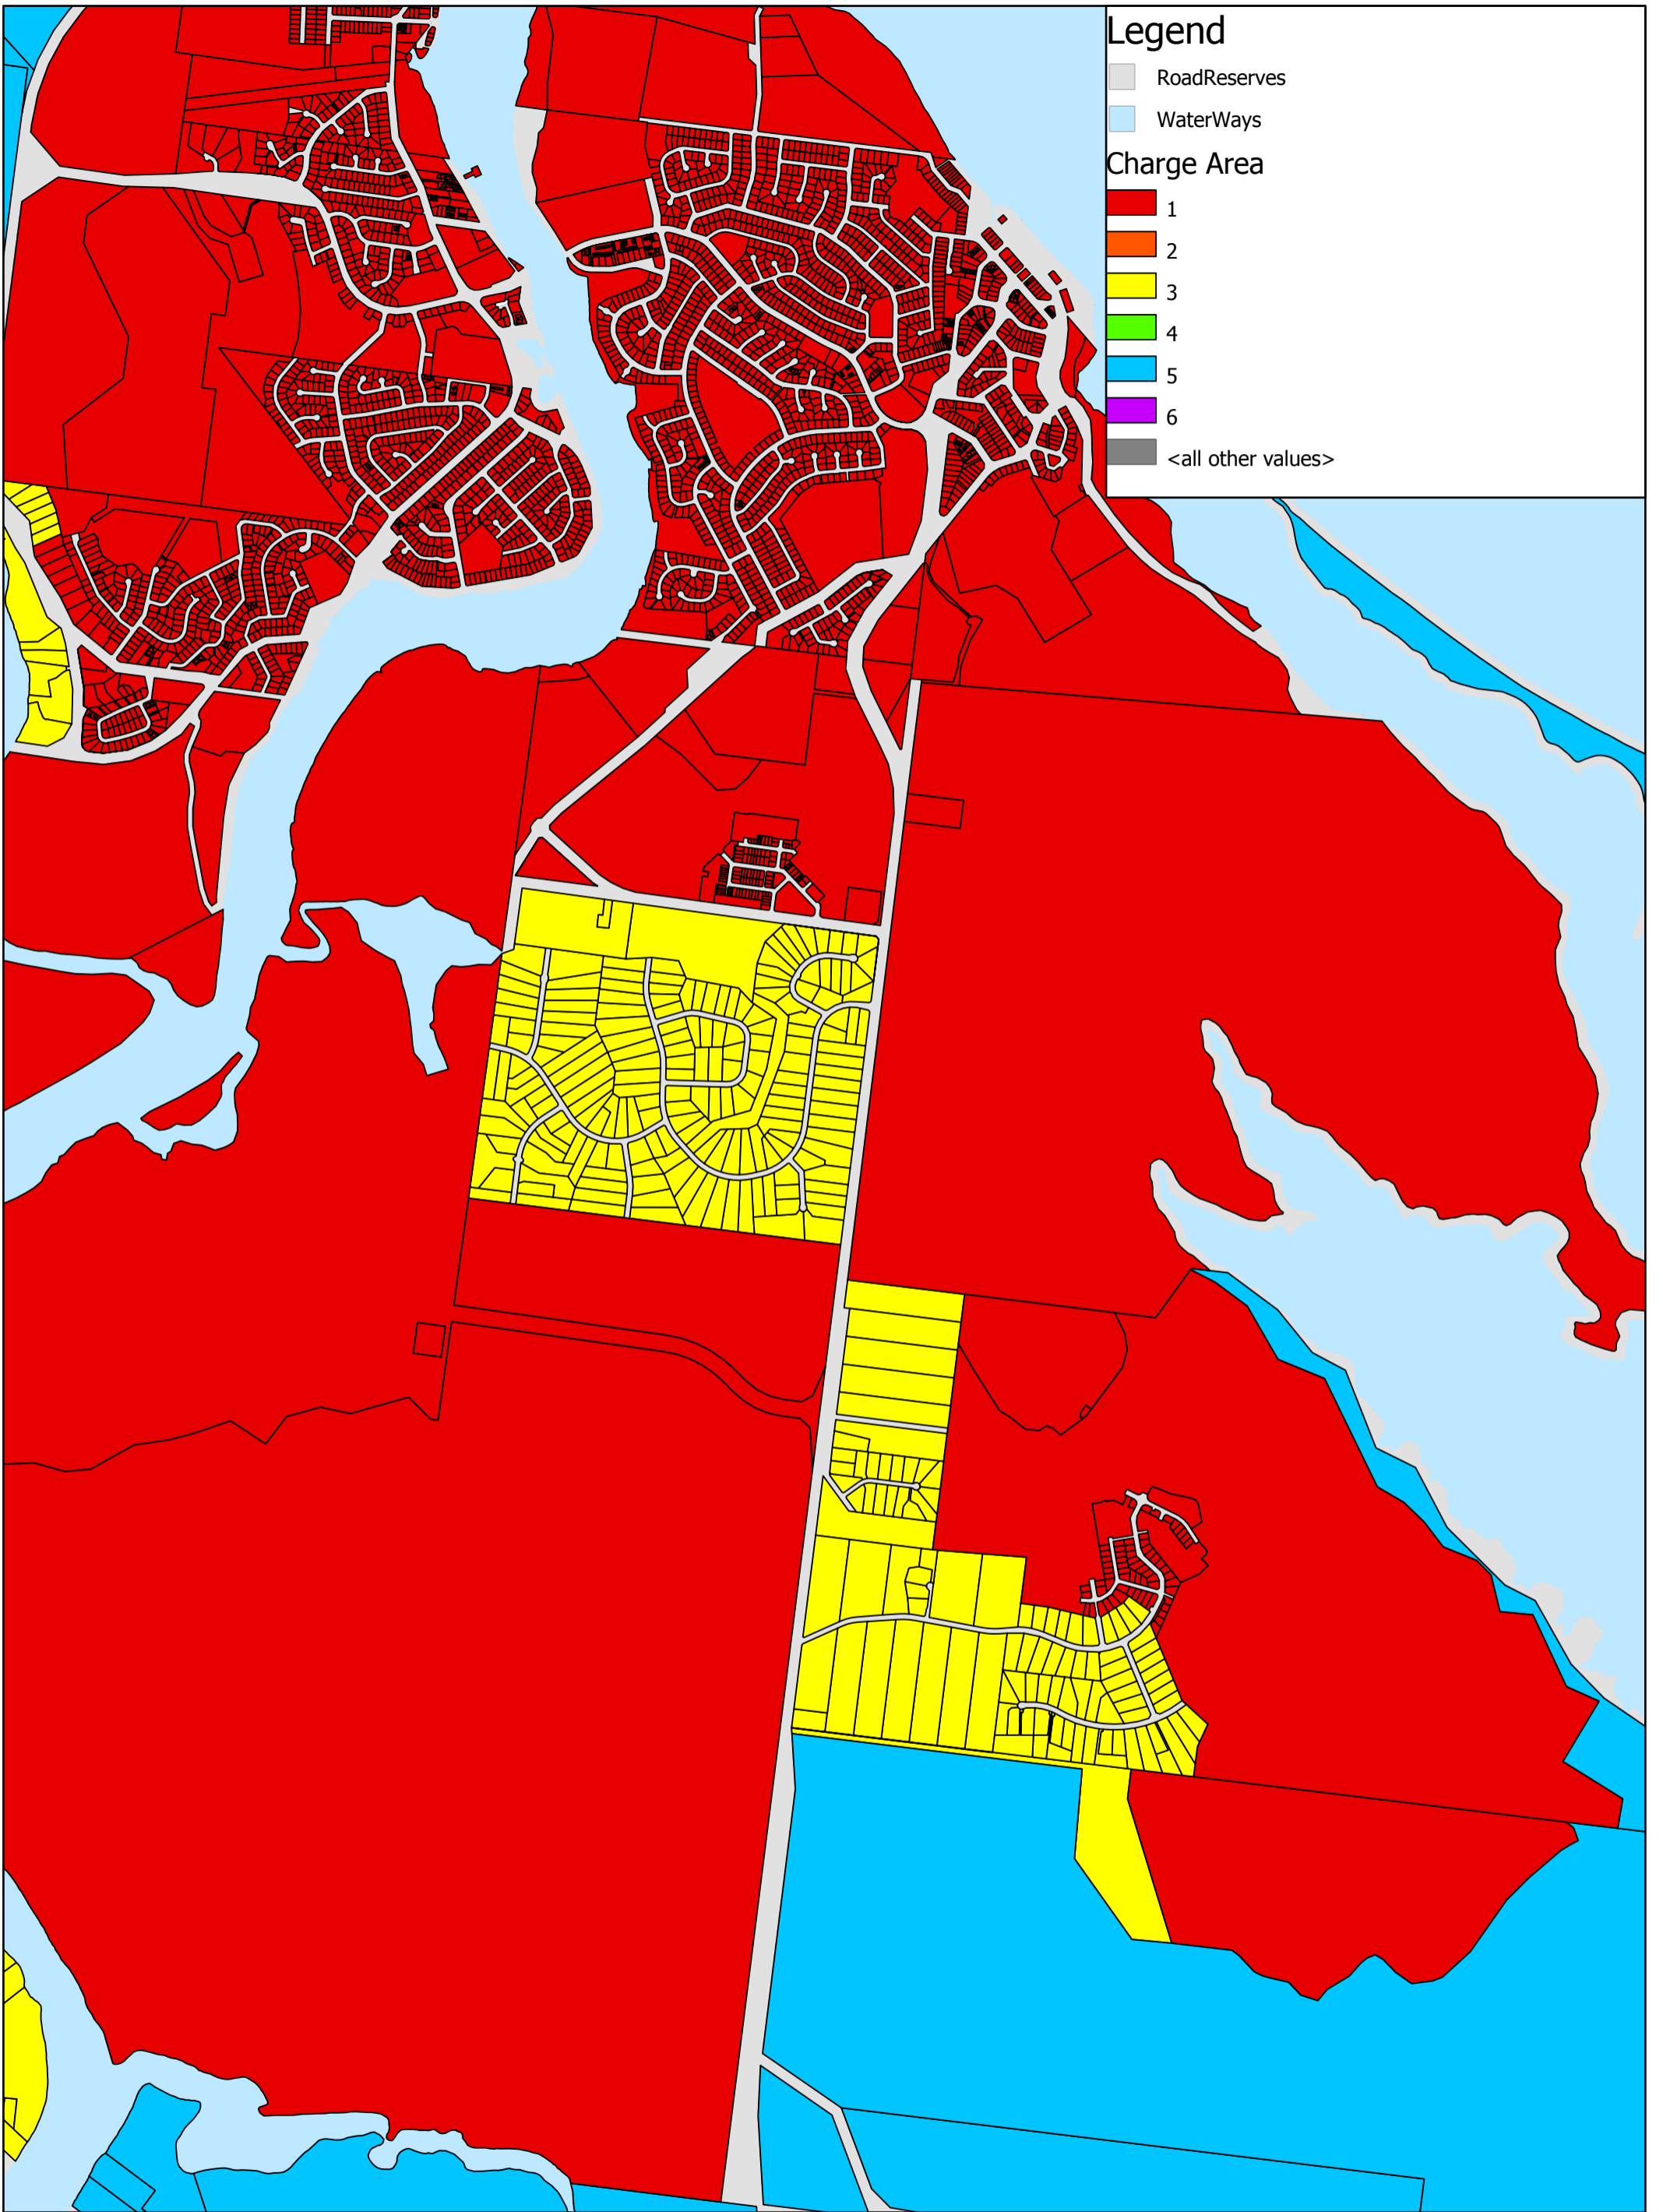 Legend
RoadReserves
WaterWays
Charge Area
1
2
3
4
5
6
<all other values>